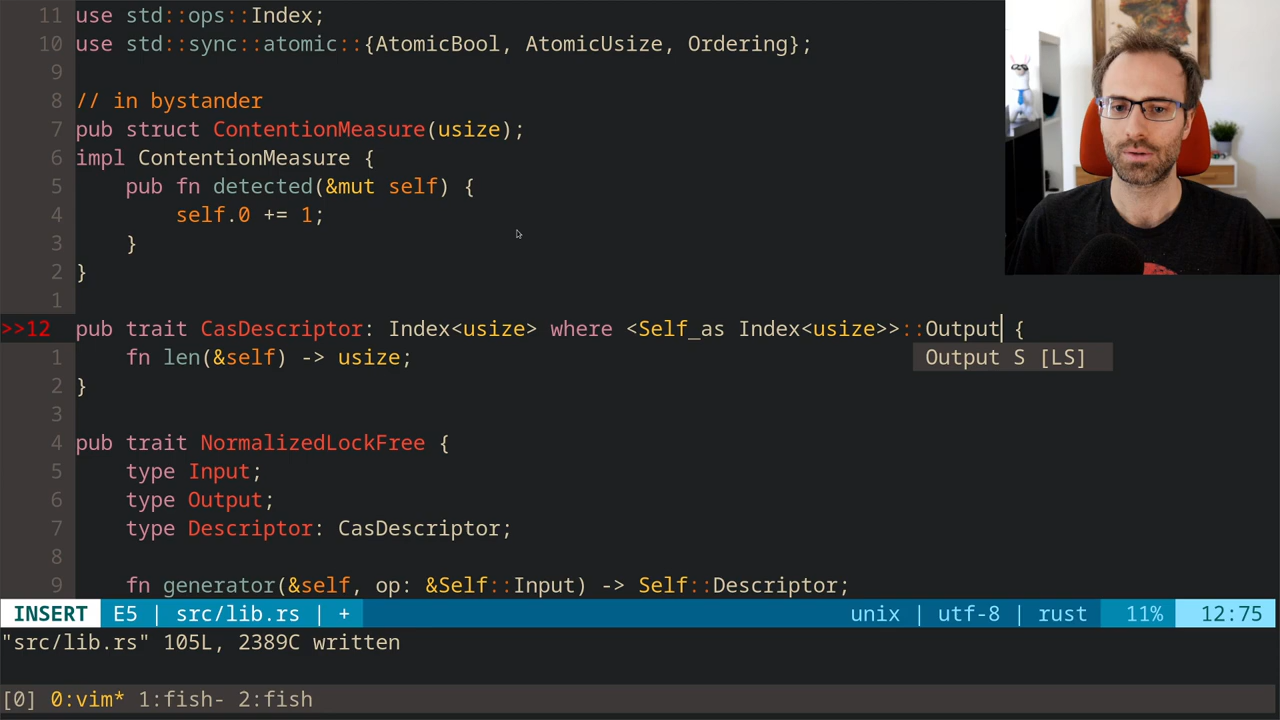 11 use std::ops::Index;
10 use std::sync::atomic::{AtomicBool, AtomicUsize, Ordering};
9
8 // in bystander
7 pub struct ContentionMeasure(usize);
6 impl ContentionMeasure {
5     pub fn detected(&mut self) {
4         self.0 += 1;
3     }
2 }
1
>>12 pub trait CasDescriptor: Index<usize> where <Self_as Index<usize>>::Output {
1     fn len(&self) -> usize;
Output S [LS]
2 }
3
4 pub trait NormalizedLockFree {
5     type Input;
6     type Output;
7     type Descriptor: CasDescriptor;
8
9     fn generator(&self, op: &Self::Input) -> Self::Descriptor;
INSERT E5 | src/lib.rs | + unix | utf-8 | rust 11% 12:75
"src/lib.rs" 105L, 2389C written
[0] 0:vim* 1:fish- 2:fish